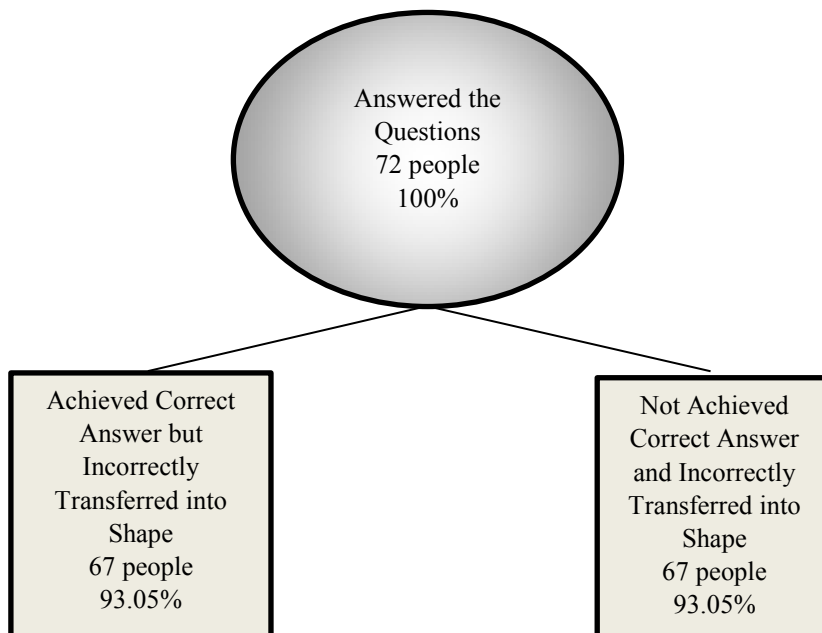 Answered the
Questions
72 people
100%
Achieved Correct
Answer but
Incorrectly
Transferred into
Shape
67 people
93.05%
Not Achieved
Correct Answer
and Incorrectly
Transferred into
Shape
67 people
93.05%